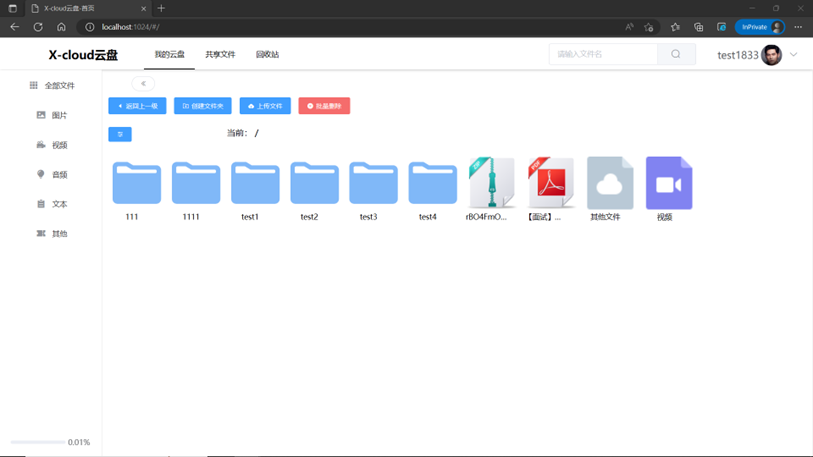 X-cloud云盘-首页
localhost:1024/#/
InPrivate
X-cloud云盘
我的云盘
共享文件
回收站
请输入文件名
test1833
全部文件
图片
视频
音频
文本
其他
返回上一级
创建文件夹
上传文件
批量删除
当前： /
111
1111
test1
test2
test3
test4
rBO4FmO...
【面试】...
其他文件
视频
ZIP
PDF
0.01%